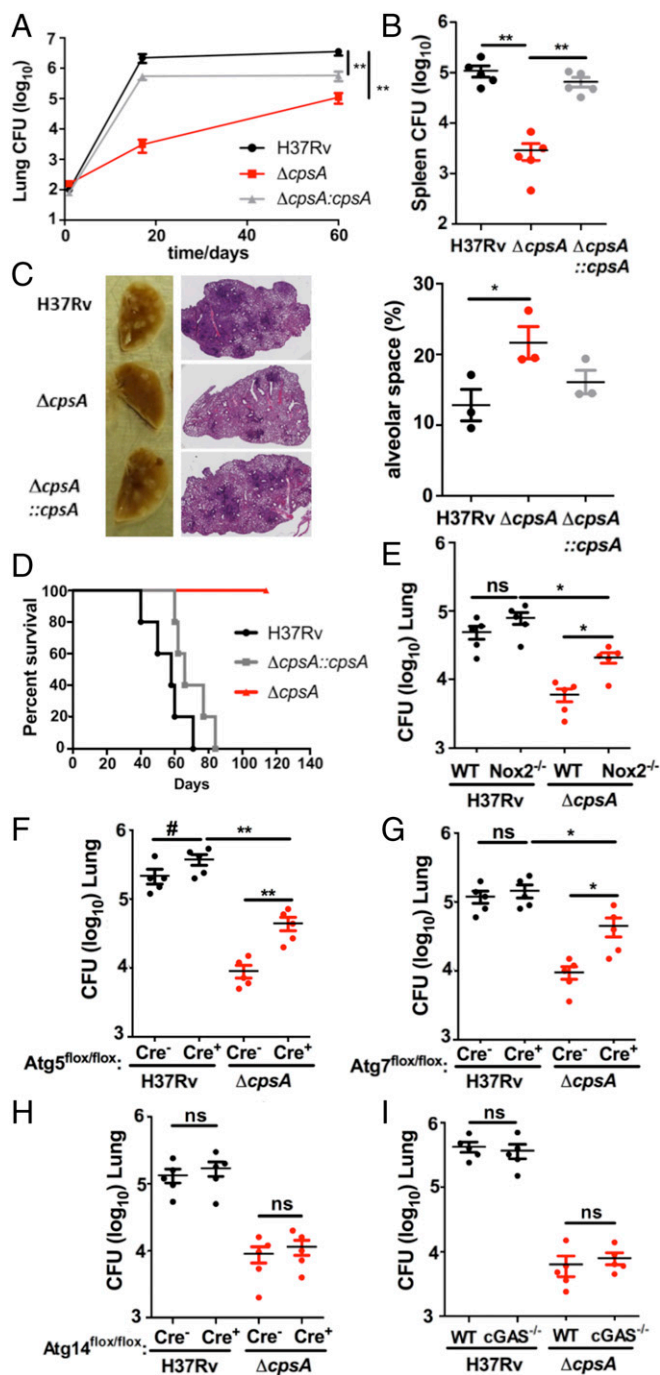 A
Lung CFU (log10)
7
6
5
4
3
2
1
0
20
40
60
time/days
**
**
H37Rv
ΔcpsA
ΔcpsA:cpsA
B
Spleen CFU (log10)
6
5
4
3
2
1
**
**
H37Rv ΔcpsA ΔcpsA
::cpsA
C
H37Rv
ΔcpsA
ΔcpsA
::cpsA
alveolar space (%)
30
20
10
0
*
H37Rv ΔcpsA ΔcpsA
::cpsA
D
Percent survival
100
80
60
40
20
0
0 20 40 60 80 100 120 140
Days
H37Rv
ΔcpsA::cpsA
ΔcpsA
E
CFU (log10) Lung
6
5
4
3
ns
*
*
WT Nox2-/- WT Nox2-/-
H37Rv ΔcpsA
F
CFU (log10) Lung
6
5
4
3
#
**
**
Cre- Cre+ Cre- Cre+
Atg5flox/flox:
H37Rv ΔcpsA
G
CFU (log10) Lung
6
5
4
3
ns
*
*
Cre- Cre+ Cre- Cre+
Atg7flox/flox:
H37Rv ΔcpsA
H
CFU (log10) Lung
6
5
4
3
ns
ns
Cre- Cre+ Cre- Cre+
Atg14flox/flox:
H37Rv ΔcpsA
I
CFU (log10) Lung
6
5
4
3
ns
ns
WT cGAS-/- WT cGAS-/-
H37Rv ΔcpsA